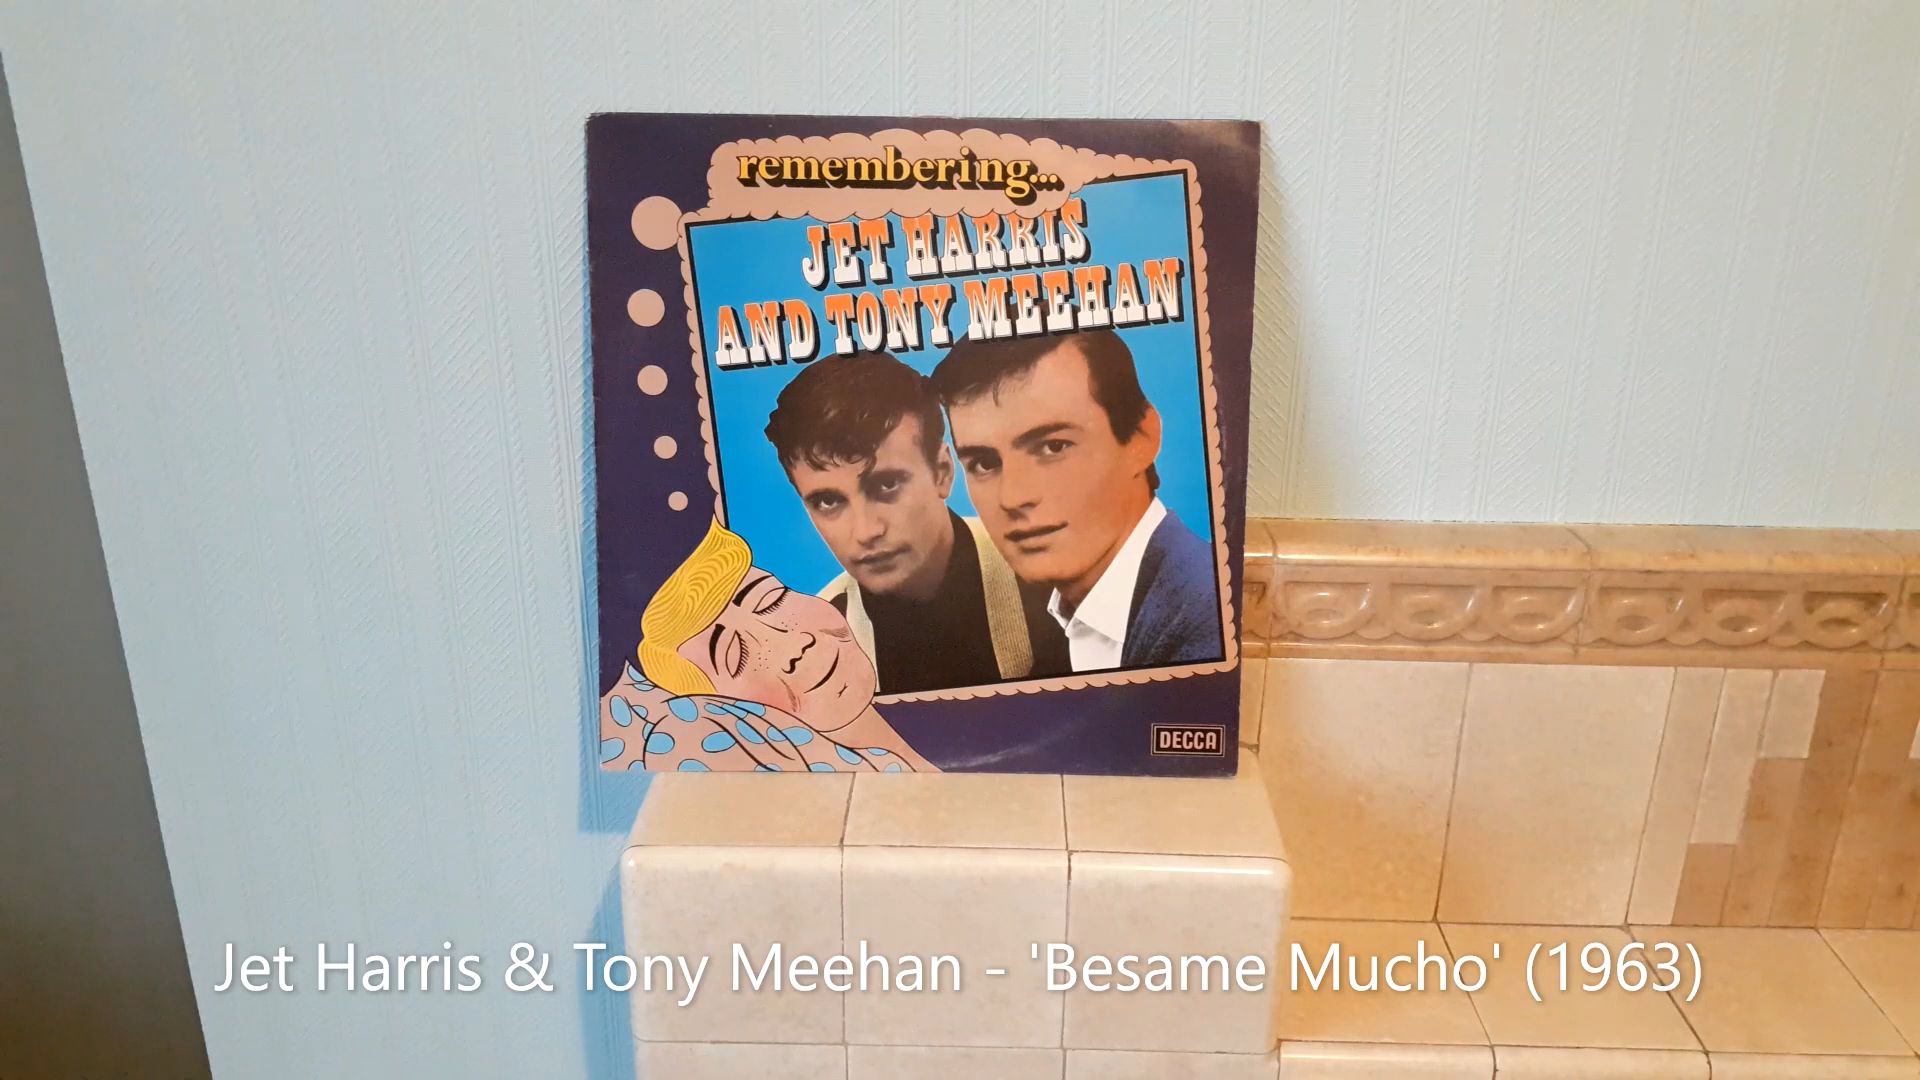 remembering...
JET HARRIS
AND TONY MEEHAN
DECCA
Jet Harris & Tony Meehan - 'Besame Mucho' (1963)